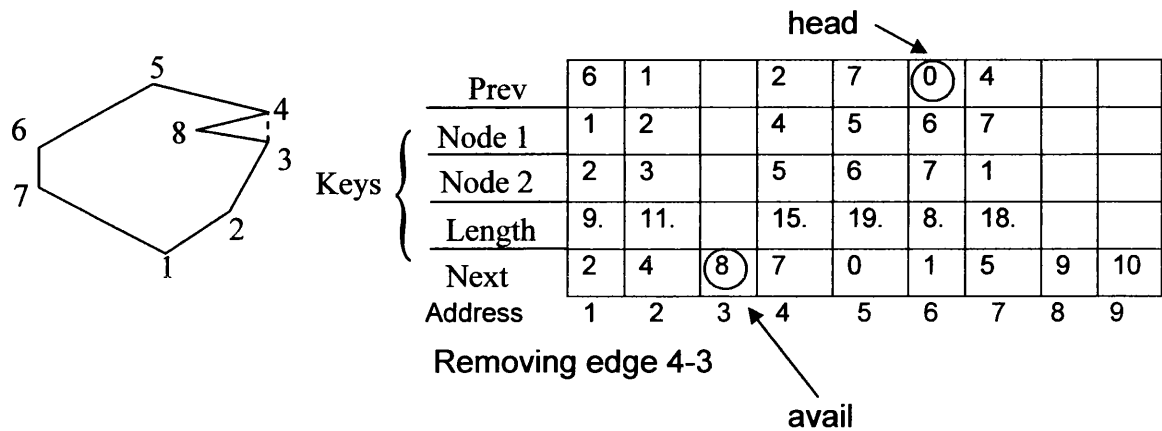 head
5
4
6
8
3
7
2
1
Prev 6 1 2 7 0 4
Keys
Node 1 1 2 4 5 6 7
Node 2 2 3 5 6 7 1
Length 9. 11. 15. 19. 8. 18.
Next 2 4 8 7 0 1 5 9 10
Address 1 2 3 4 5 6 7 8 9
Removing edge 4-3
avail